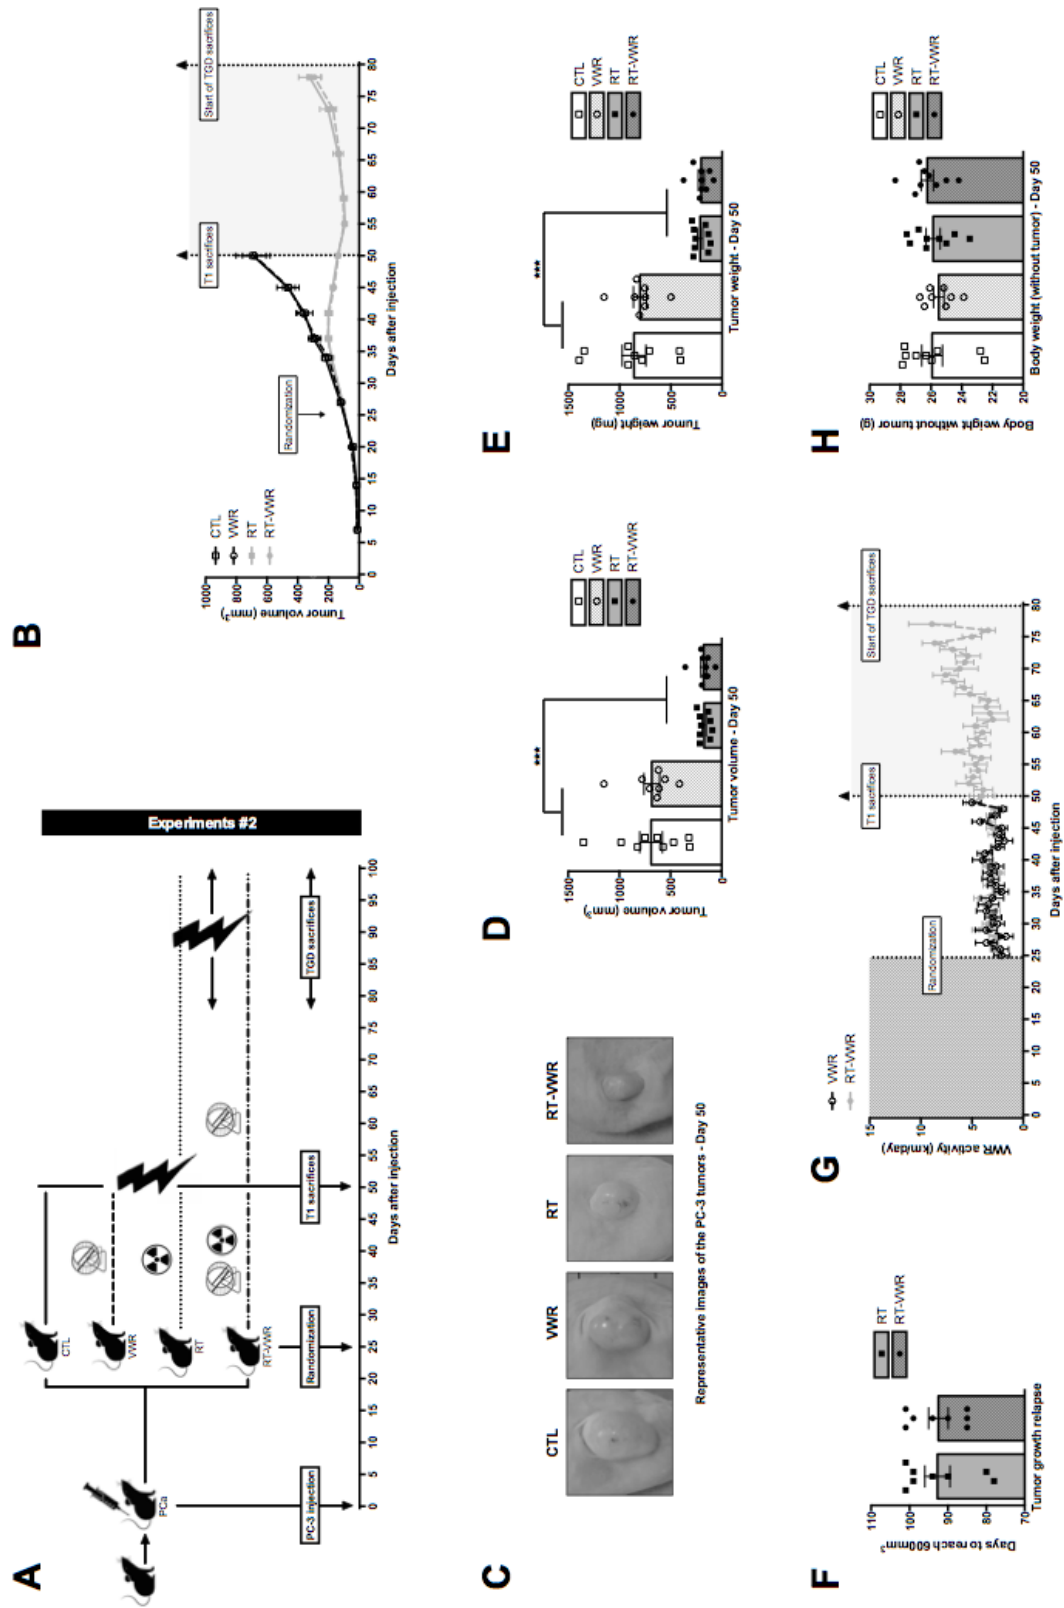 A
PCa
CTL
VWR
RT
RT-VWR
PC-3 injection
Randomization
T1 sacrifices
TGD sacrifices
0 5 10 15 20 25 30 35 40 45 50 55 60 65 70 75 80 85 90 95 100
Days after injection
Experiments #2
B
CTL
VWR
RT
RT-VWR
Randomization
T1 sacrifices
Start of TGD sacrifices
Tumor volume (mm³)
1000
800
600
400
200
0
0 5 10 15 20 25 30 35 40 45 50 55 60 65 70 75 80
Days after injection
C
CTL VWR RT RT-VWR
Representative images of the PC-3 tumors - Day 50
D
Tumor volume (mm³)
1500
1000
500
0
***
Tumor volume - Day 50
CTL
VWR
RT
RT-VWR
E
Tumor weight (mg)
1500
1000
500
0
***
Tumor weight - Day 50
CTL
VWR
RT
RT-VWR
F
Days to reach 600mm³
110
100
90
80
70
Tumor growth relapse
RT
RT-VWR
G
VWR
RT-VWR
Randomization
T1 sacrifices
Start of TGD sacrifices
VWR activity (km/day)
15
10
5
0
0 5 10 15 20 25 30 35 40 45 50 55 60 65 70 75 80
Days after injection
H
Body weight without tumor (g)
30
28
26
24
22
20
Body weight (without tumor) - Day 50
CTL
VWR
RT
RT-VWR